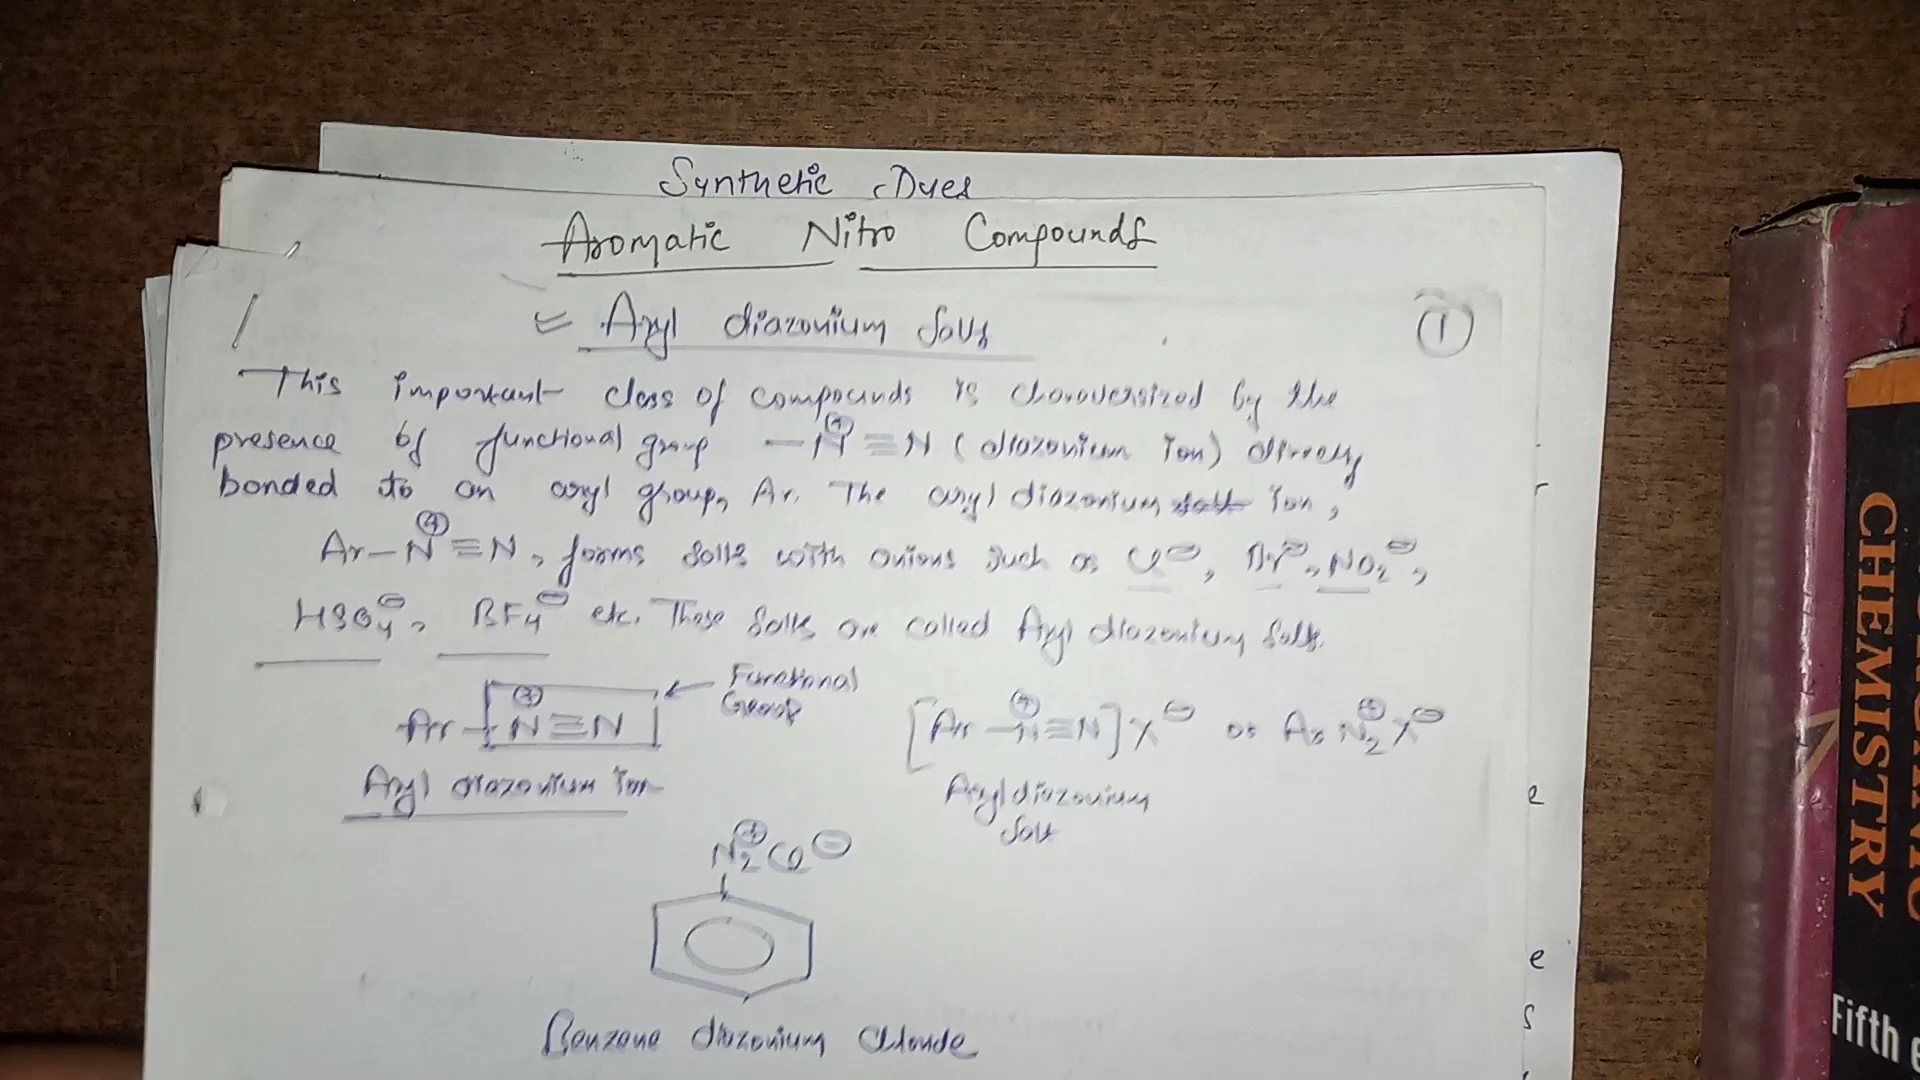 Synthetic Dyes
Aromatic Nitro Compounds
Aryl diazonium Salts
1
This important class of compounds is characterized by the
presence of functional group —N⊕≡N (diazonium ion) directly
bonded to an aryl group, Ar. The aryl diazonium salt ion,
Ar—N⊕≡N, forms salts with anions such as Cl⊖, Br⊖, NO2⊖,
HSO4⊖, BF4⊖ etc. These salts are called Aryl diazonium salts.
Functional
Group
Ar—N⊕≡N
[Ar—N⊕≡N]X⊖ or ArN2⊕X⊖
Aryl diazonium ion
Aryl diazonium
Salt
N2⊕Cl⊖
Benzene diazonium Chloride
r
e
e
s
CHEMISTRY
Fifth e